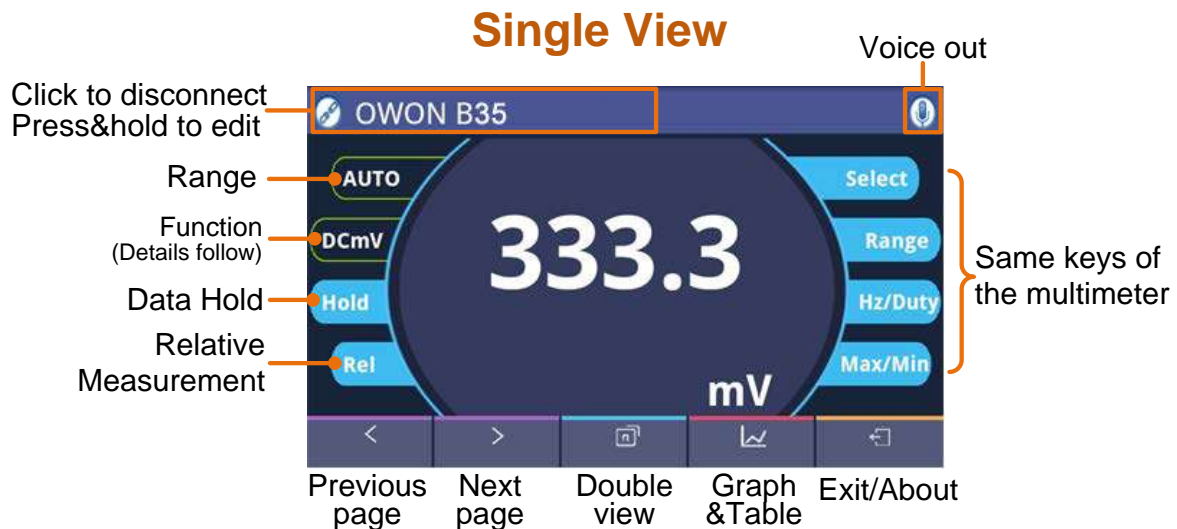 Single View
Voice out
Click to disconnect
Press&hold to edit
OWON B35
Range
AUTO
Select
Function
(Details follow)
DCmV
333.3
Range
Data Hold
Hold
Hz/Duty
Same keys of
the multimeter
Relative
Measurement
Rel
Max/Min
mV
<
>
n
Previous
page
Next
page
Double
view
Graph
&Table
Exit/About